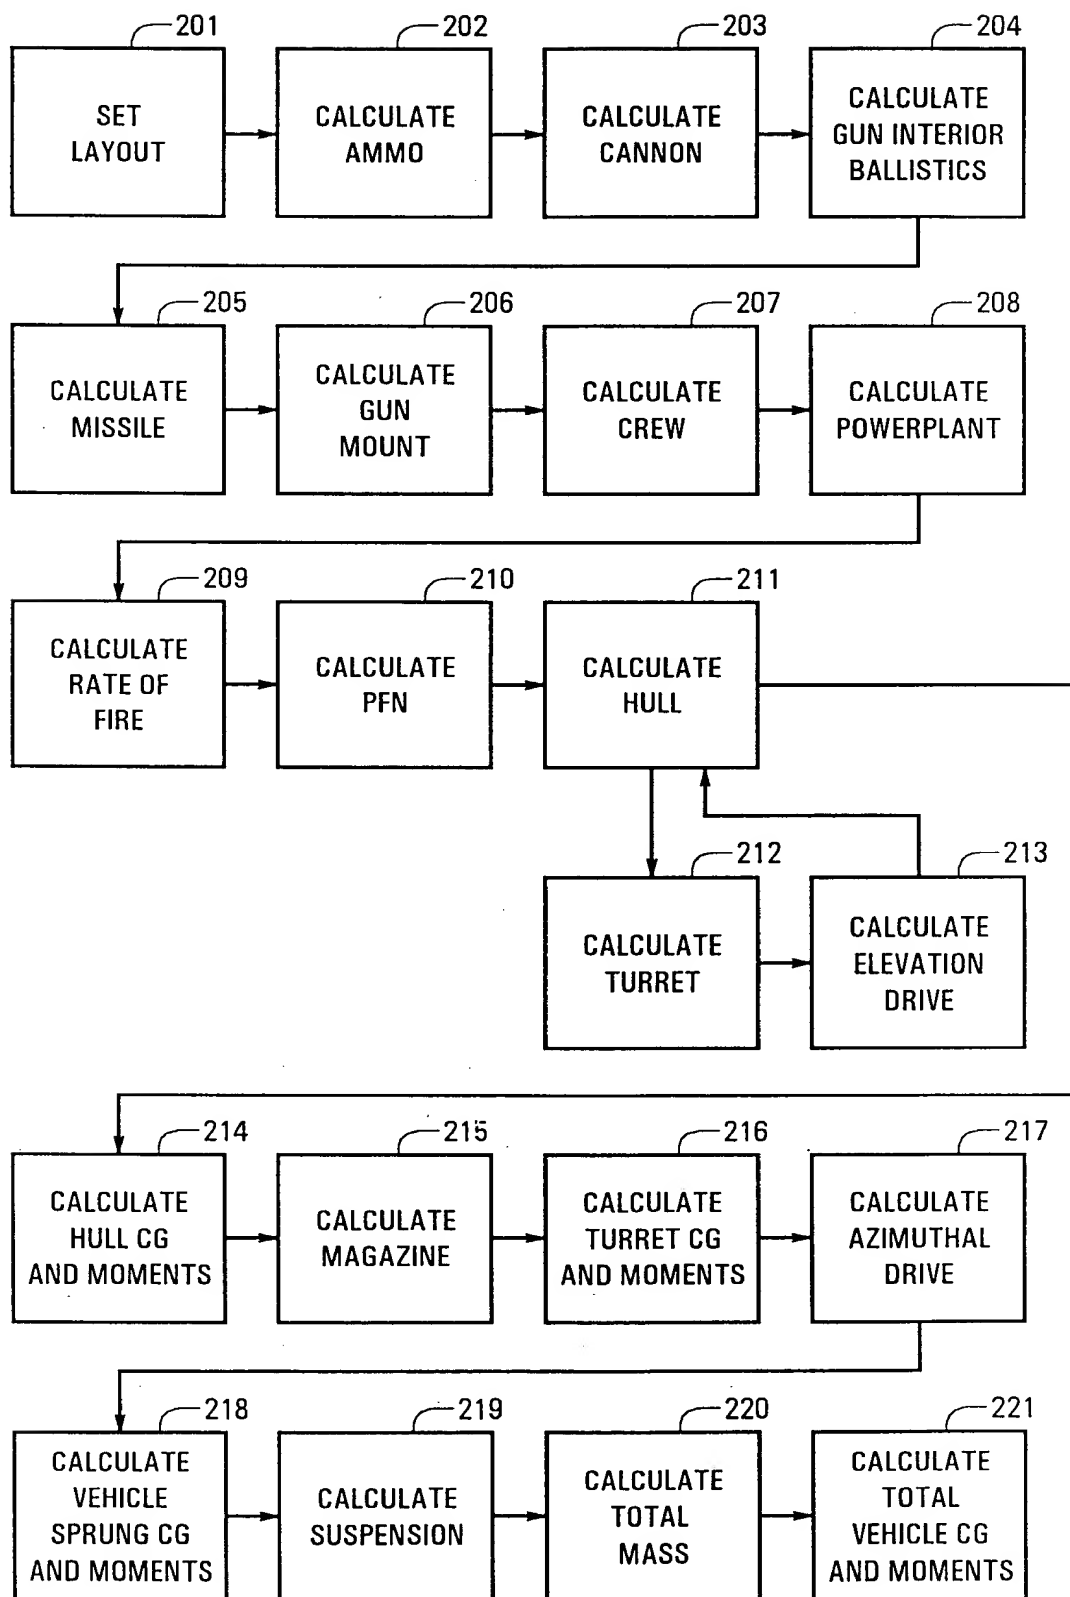 201
SET
LAYOUT
202
CALCULATE
AMMO
203
CALCULATE
CANNON
204
CALCULATE
GUN INTERIOR
BALLISTICS
205
CALCULATE
MISSILE
206
CALCULATE
GUN
MOUNT
207
CALCULATE
CREW
208
CALCULATE
POWERPLANT
209
CALCULATE
RATE OF
FIRE
210
CALCULATE
PFN
211
CALCULATE
HULL
212
CALCULATE
TURRET
213
CALCULATE
ELEVATION
DRIVE
214
CALCULATE
HULL CG
AND MOMENTS
215
CALCULATE
MAGAZINE
216
CALCULATE
TURRET CG
AND MOMENTS
217
CALCULATE
AZIMUTHAL
DRIVE
218
CALCULATE
VEHICLE
SPRUNG CG
AND MOMENTS
219
CALCULATE
SUSPENSION
220
CALCULATE
TOTAL
MASS
221
CALCULATE
TOTAL
VEHICLE CG
AND MOMENTS